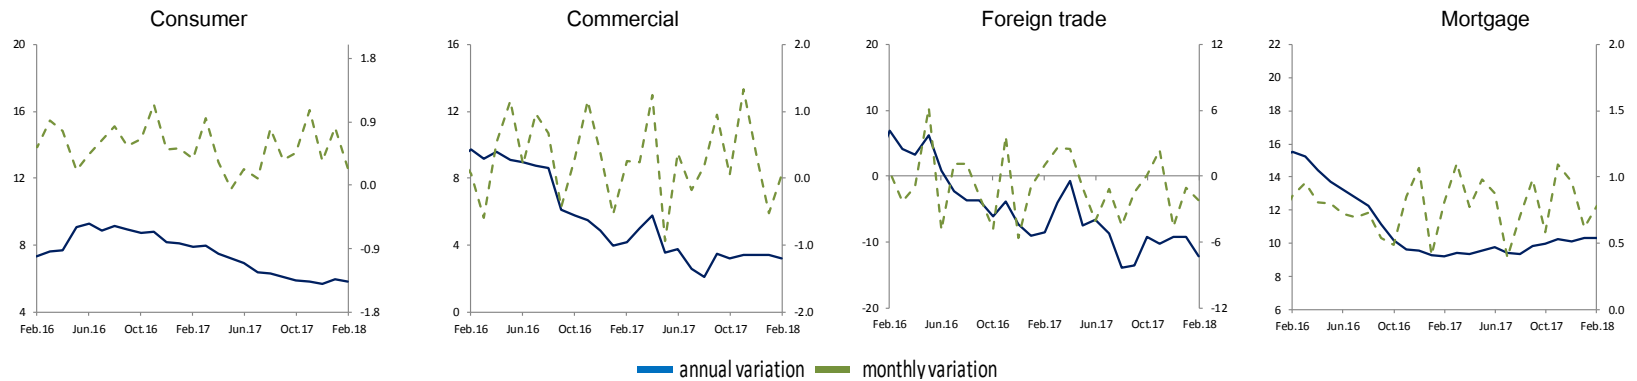 Consumer
Commercial
Foreign trade
Mortgage
20 16 12 8 4
1.8 0.9 0.0 -0.9 -1.8
Feb.16 Jun.16 Oct.16 Feb.17 Jun.17 Oct.17 Feb.18
16 12 8 4 0
2.0 1.0 0.0 -1.0 -2.0
Feb.16 Jun.16 Oct.16 Feb.17 Jun.17 Oct.17 Feb.18
20 10 0 -10 -20
12 6 0 -6 -12
Feb.16 Jun.16 Oct.16 Feb.17 Jun.17 Oct.17 Feb.18
22 20 18 16 14 12 10 8 6
2.0 1.5 1.0 0.5 0.0
Feb.16 Jun.16 Oct.16 Feb.17 Jun.17 Oct.17 Feb.18
annual variation monthly variation